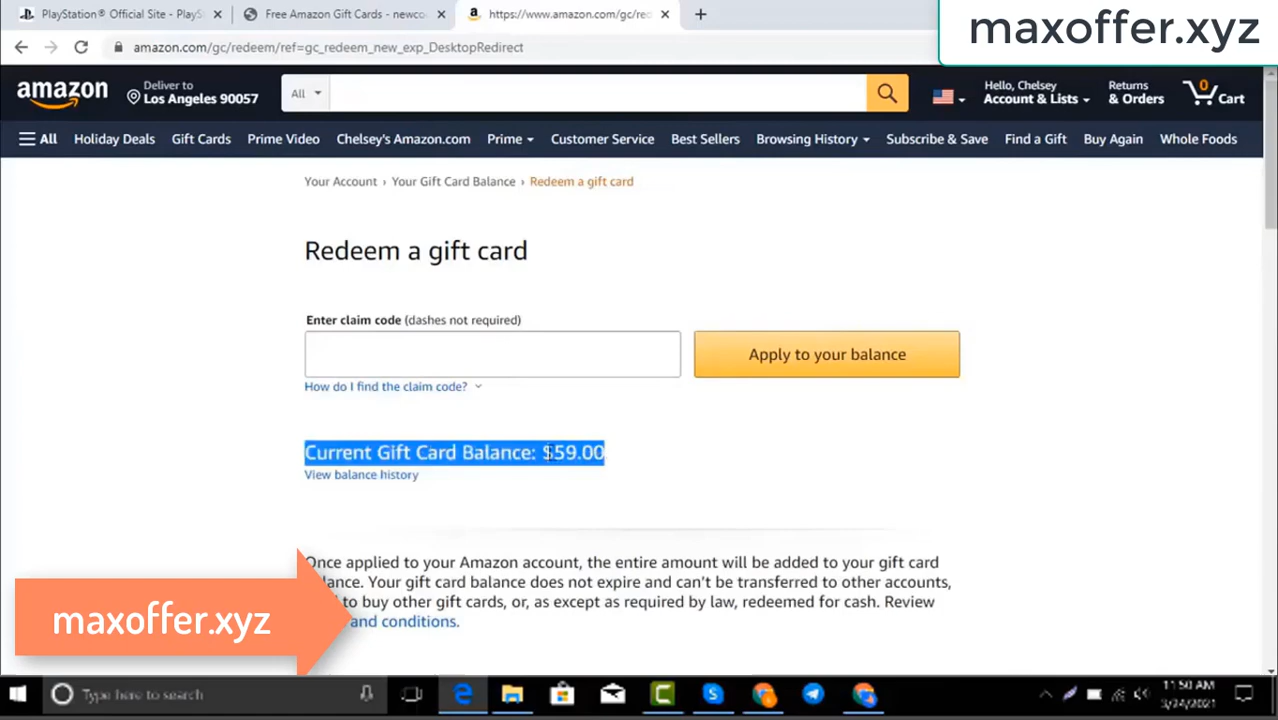 PlayStation® Official Site - PlayS
Free Amazon Gift Cards - newco
https://www.amazon.com/gc/red
amazon.com/gc/redeem/ref=gc_redeem_new_exp_DesktopRedirect
maxoffer.xyz
amazon
Deliver to
Los Angeles 90057
All
Hello, Chelsey
Account & Lists
Returns
& Orders
0
Cart
All
Holiday Deals
Gift Cards
Prime Video
Chelsey's Amazon.com
Prime
Customer Service
Best Sellers
Browsing History
Subscribe & Save
Find a Gift
Buy Again
Whole Foods
Your Account › Your Gift Card Balance › Redeem a gift card
Redeem a gift card
Enter claim code (dashes not required)
Apply to your balance
How do I find the claim code?
Current Gift Card Balance: $59.00
View balance history
Once applied to your Amazon account, the entire amount will be added to your gift card
balance. Your gift card balance does not expire and can't be transferred to other accounts,
to buy other gift cards, or, as except as required by law, redeemed for cash. Review
and conditions.
maxoffer.xyz
Type here to search
11:50 AM
3/24/2021